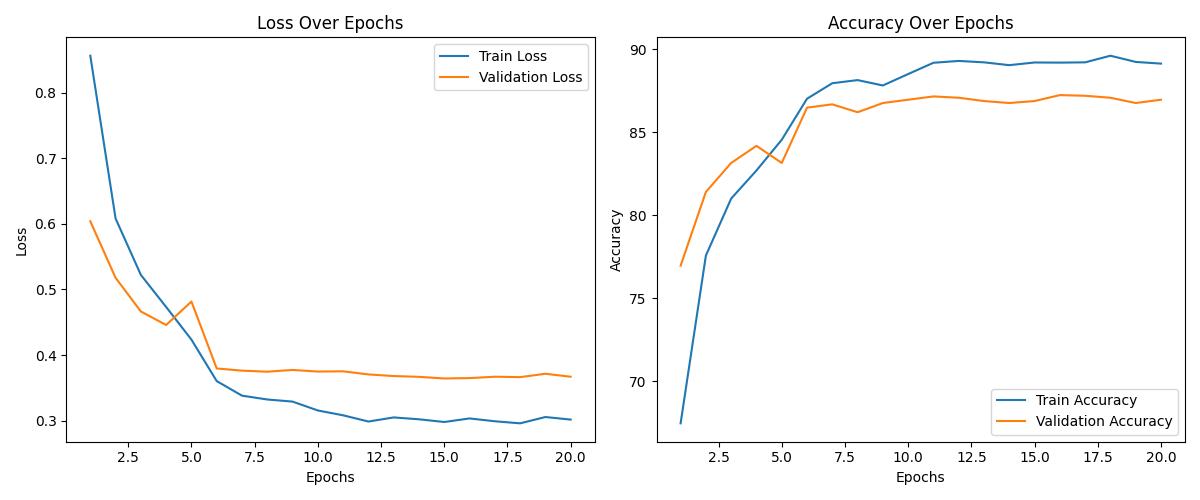 Loss Over Epochs
Train Loss
Validation Loss
0.8
0.7
0.6
0.5
0.4
0.3
Loss
2.5 5.0 7.5 10.0 12.5 15.0 17.5 20.0
Epochs
Accuracy Over Epochs
90
85
80
75
70
Accuracy
Train Accuracy
Validation Accuracy
2.5 5.0 7.5 10.0 12.5 15.0 17.5 20.0
Epochs